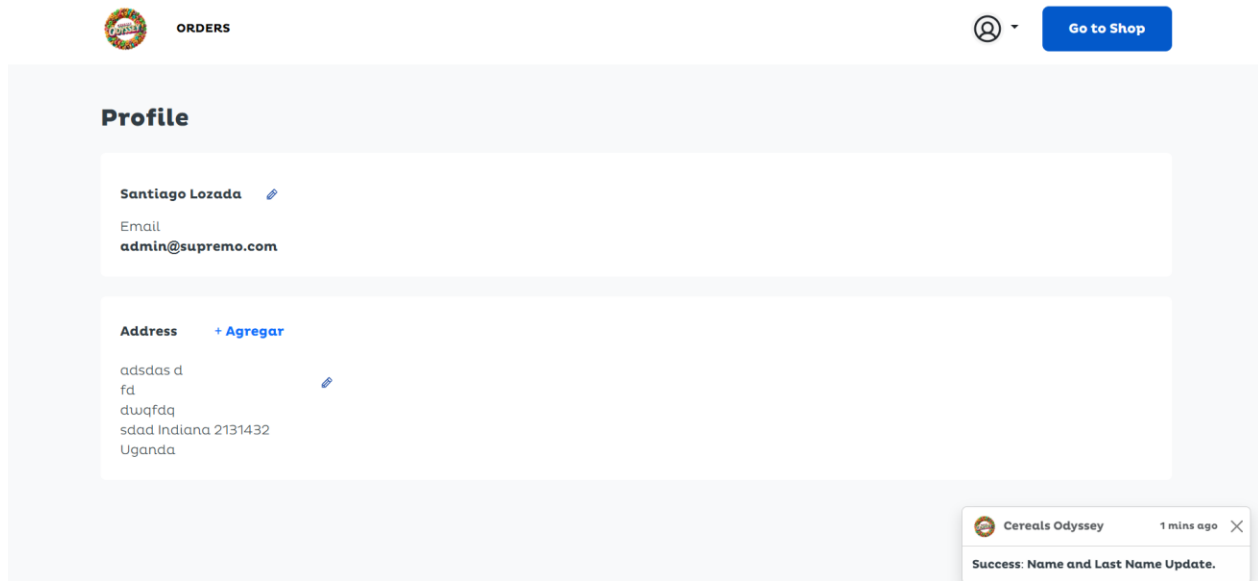 ORDERS
Go to Shop
Profile
Santiago Lozada
Email
admin@supremo.com
Address + Agregar
adsdas d
fd
dwqfdq
sdad Indiana 2131432
Uganda
Cereals Odyssey 1 mins ago
Success: Name and Last Name Update.